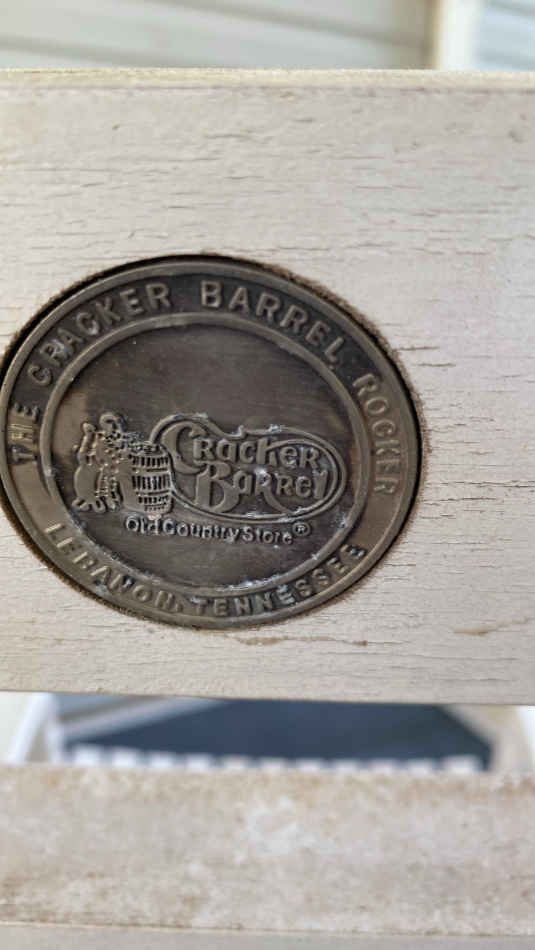 THE CRACKER BARREL ROCKER
Cracker
Barrel
Old Country Store®
LEBANON, TENNESSEE